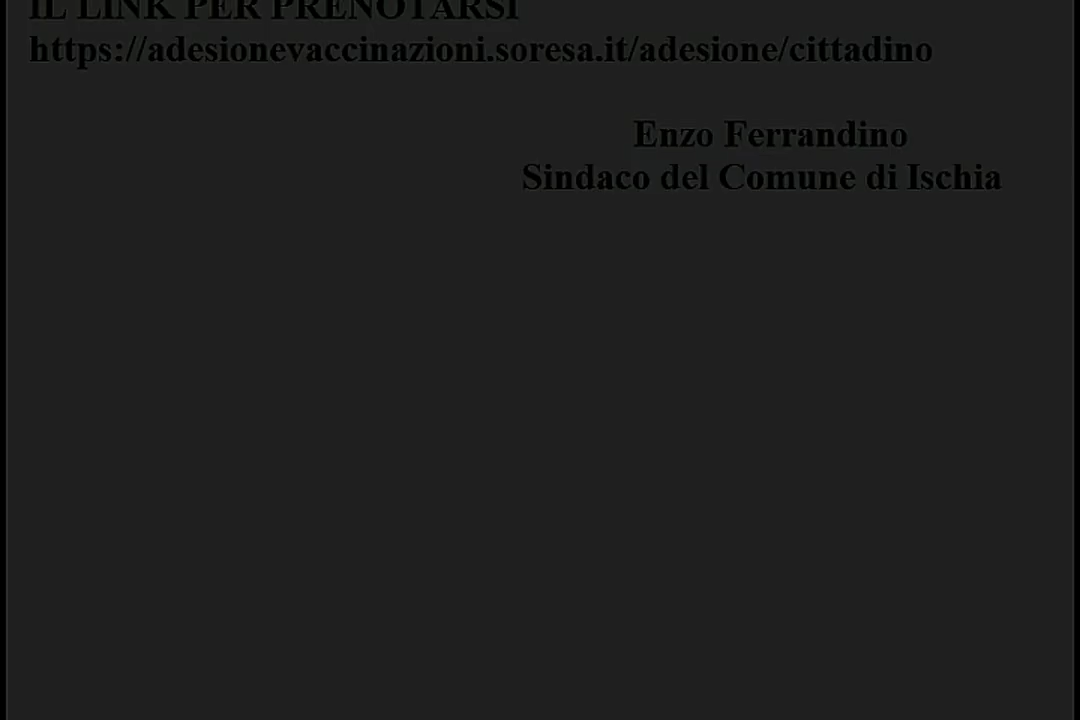 IL LINK PER PRENOTARSI
https://adesionevaccinazioni.soresa.it/adesione/cittadino
Enzo Ferrandino
Sindaco del Comune di Ischia